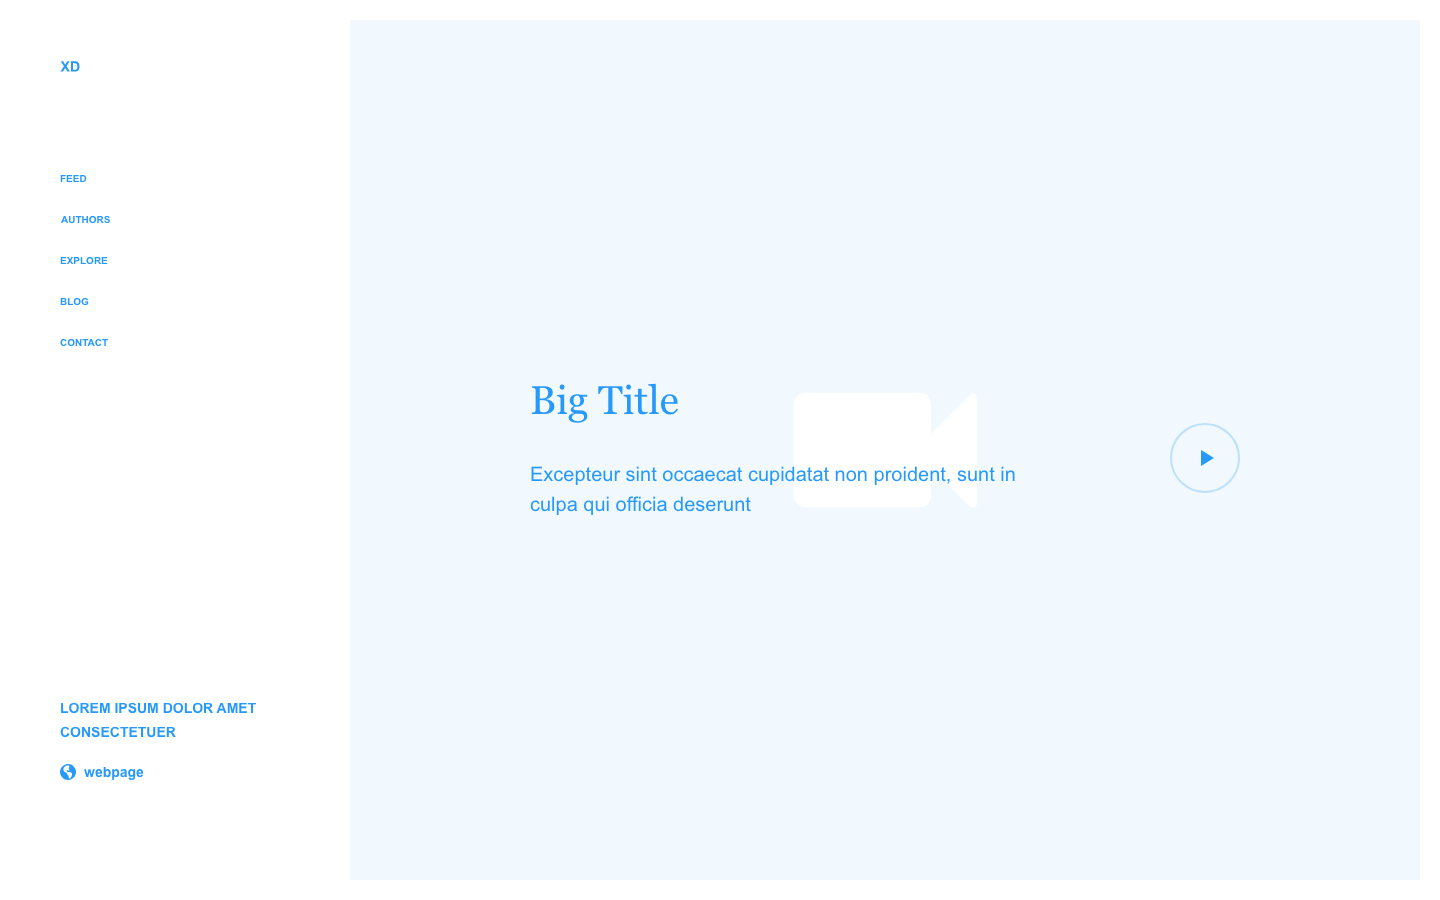 XD
FEED
AUTHORS
EXPLORE
BLOG
CONTACT
LOREM IPSUM DOLOR AMET
CONSECTETUER
webpage
Big Title
Excepteur sint occaecat cupidatat non proident, sunt in
culpa qui officia deserunt